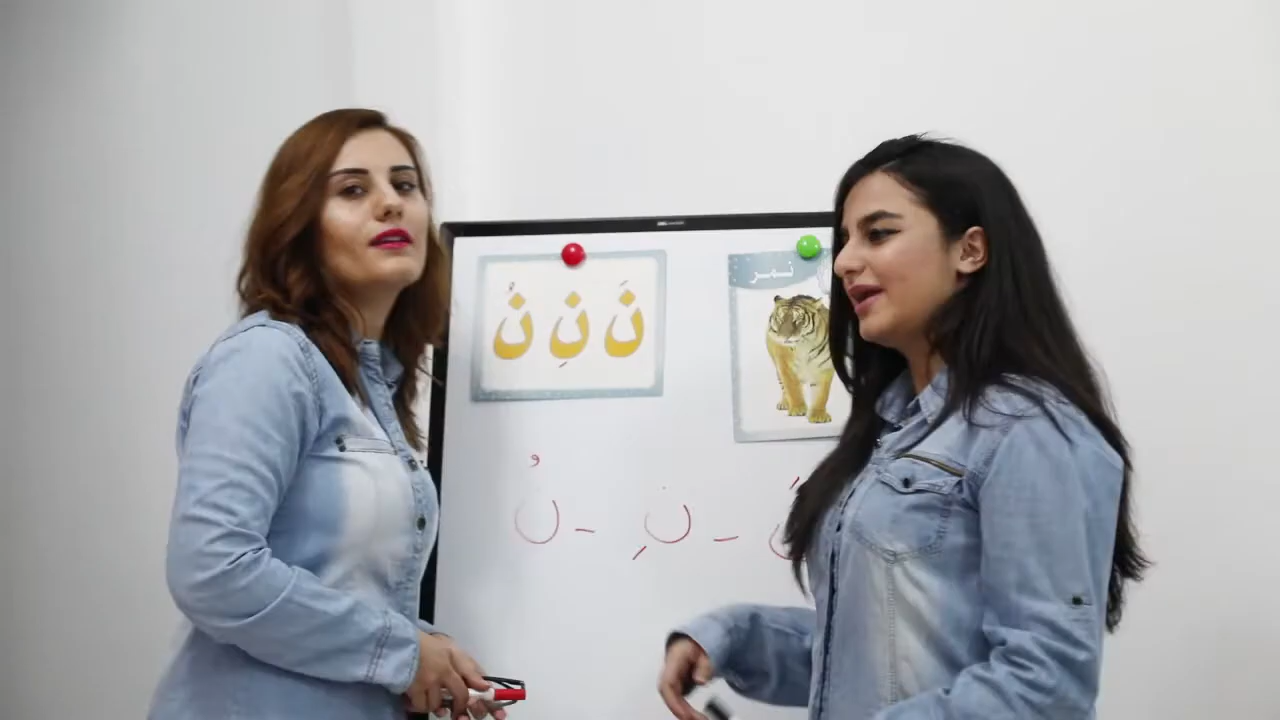 نَ نِ نُ
نمر
نَ - نِ - نُ